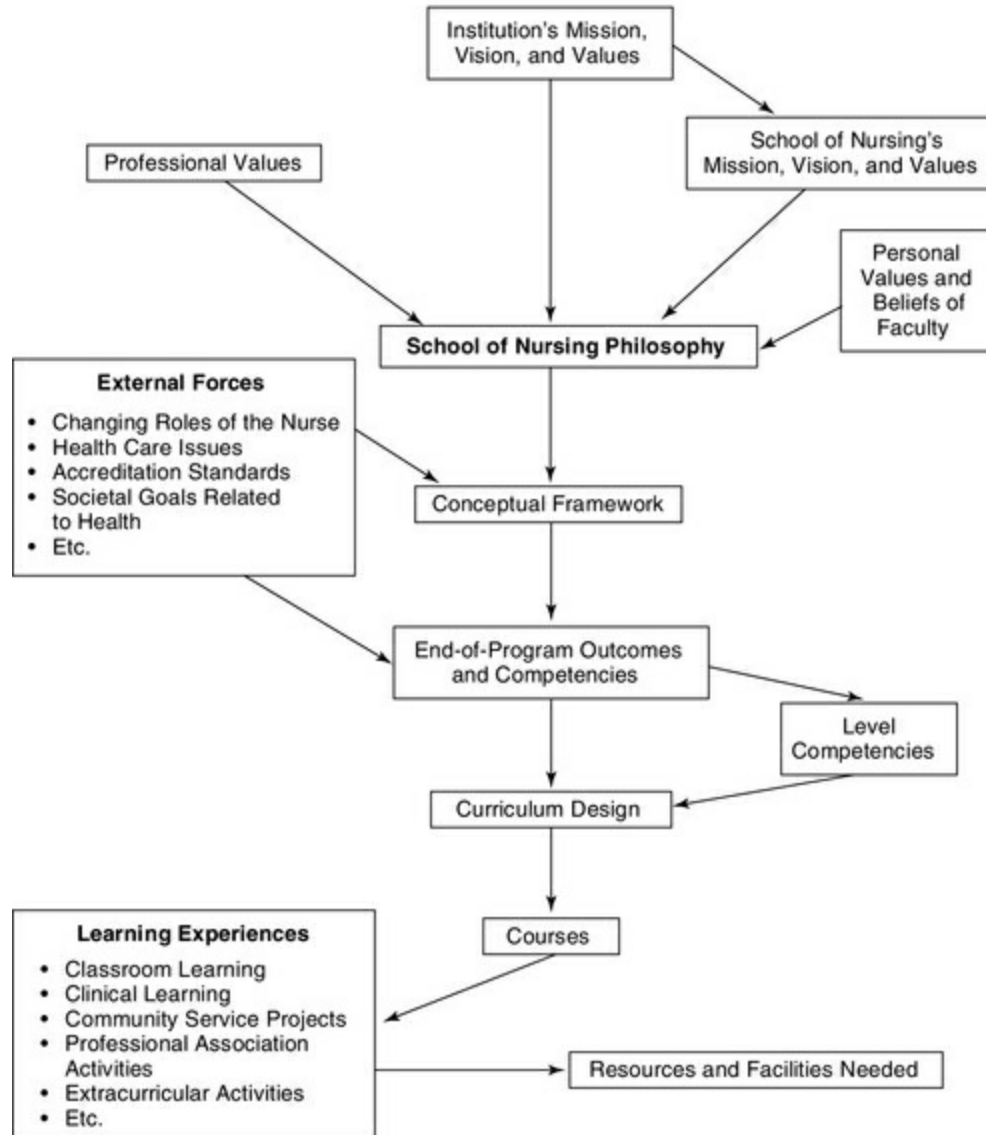 Institution's Mission,
Vision, and Values
School of Nursing's
Mission, Vision, and Values
Professional Values
Personal
Values and
Beliefs of
Faculty
School of Nursing Philosophy
External Forces
• Changing Roles of the Nurse
• Health Care Issues
• Accreditation Standards
• Societal Goals Related
to Health
• Etc.
Conceptual Framework
End-of-Program Outcomes
and Competencies
Level
Competencies
Curriculum Design
Courses
Learning Experiences
• Classroom Learning
• Clinical Learning
• Community Service Projects
• Professional Association
Activities
• Extracurricular Activities
• Etc.
Resources and Facilities Needed